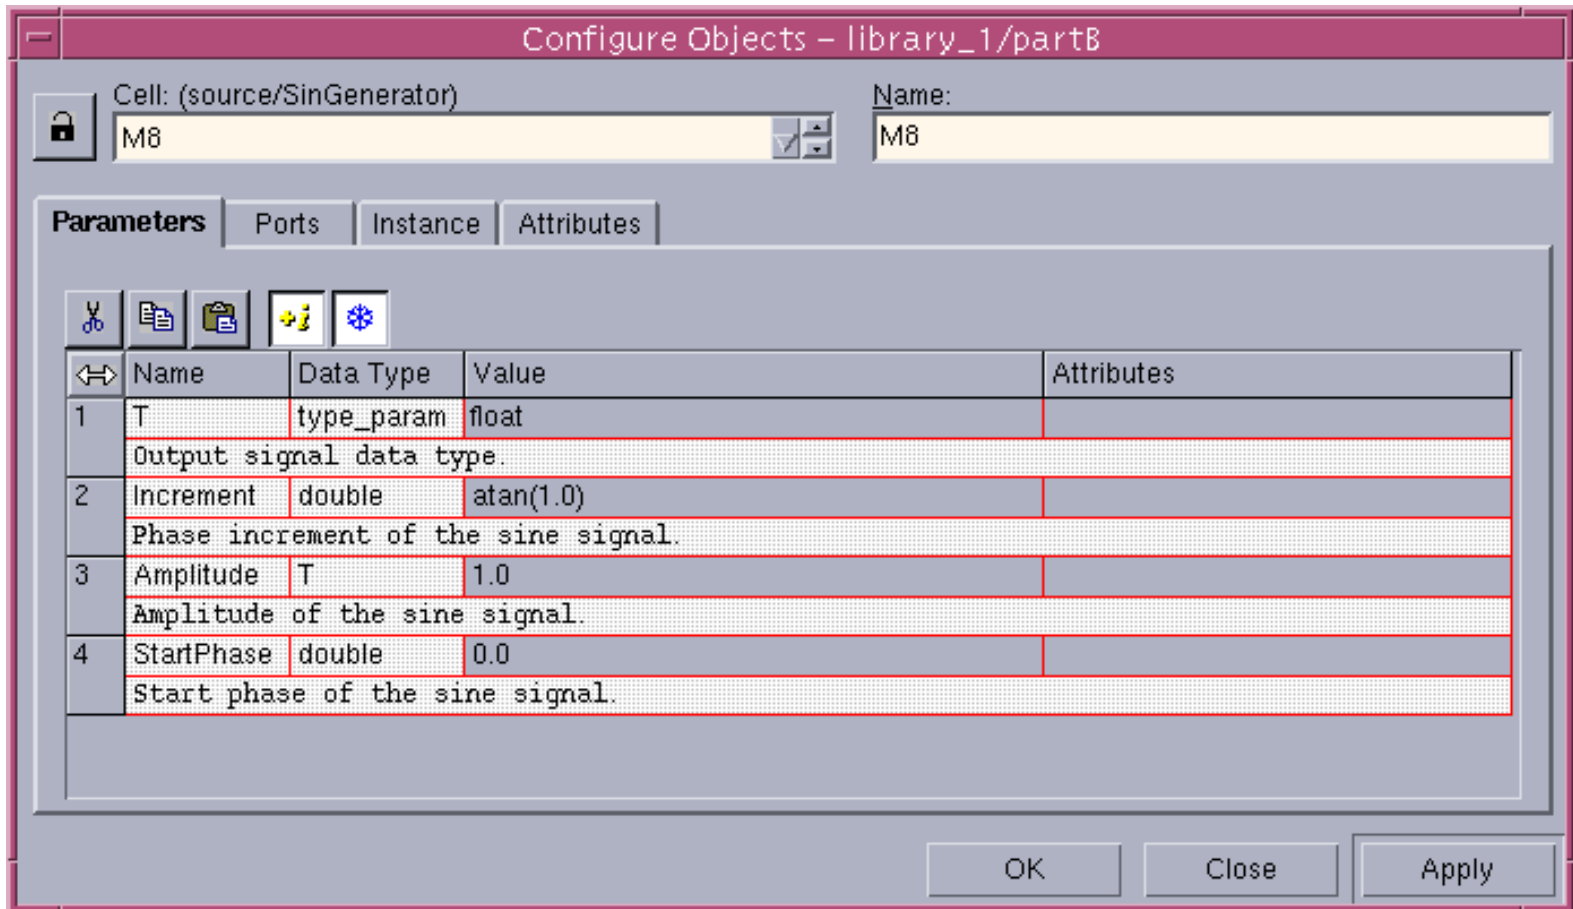 Configure Objects – library_1/partB
Cell: (source/SinGenerator)
Name:
M8
M8
Parameters
Ports
Instance
Attributes
Name Data Type Value Attributes
1 T type_param float
Output signal data type.
2 Increment double atan(1.0)
Phase increment of the sine signal.
3 Amplitude T 1.0
Amplitude of the sine signal.
4 StartPhase double 0.0
Start phase of the sine signal.
OK
Close
Apply